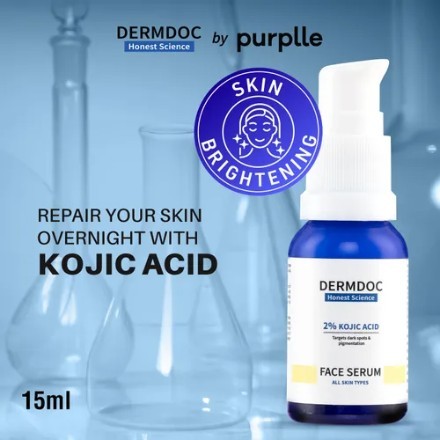 DERMDOC
Honest Science
by purplle
SKIN
BRIGHTENING
REPAIR YOUR SKIN
OVERNIGHT WITH
KOJIC ACID
DERMDOC
Honest Science
2% KOJIC ACID
Targets dark spots &
pigmentation
FACE SERUM
ALL SKIN TYPES
15ml